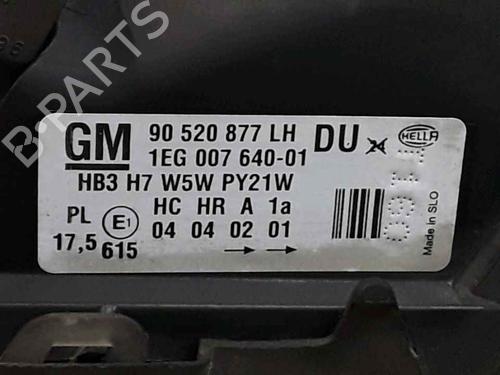 B-PARTS
GM 90 520 877 LH DU HELLA
1EG 007 640-01
HB3 H7 W5W PY21W
PL E1 HC HR A 1a
17,5 615 04 04 02 01
Made in SLO